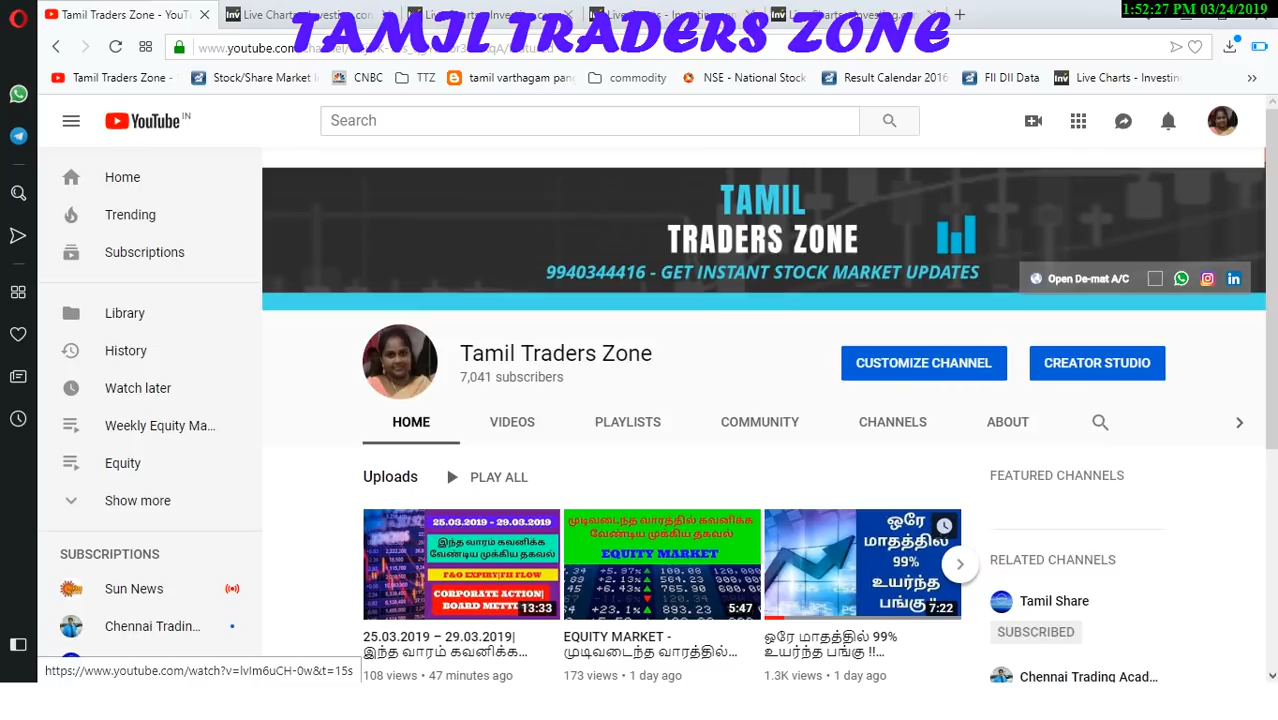 1:52:27 PM 03/24/2019
Tamil Traders Zone - YouT
TAMIL TRADERS ZONE
www.youtube.com
Tamil Traders Zone -
Stock/Share Market I
CNBC
TTZ
tamil varthagam pang
commodity
NSE - National Stock
Result Calendar 2016
FII DII Data
Live Charts - Investin
YouTube IN
Search
Home
Trending
Subscriptions
Library
History
Watch later
Weekly Equity Ma...
Equity
Show more
SUBSCRIPTIONS
Sun News
Chennai Tradin...
TAMIL
TRADERS ZONE
9940344416 - GET INSTANT STOCK MARKET UPDATES
Open De-mat A/C
Tamil Traders Zone
7,041 subscribers
CUSTOMIZE CHANNEL
CREATOR STUDIO
HOME
VIDEOS
PLAYLISTS
COMMUNITY
CHANNELS
ABOUT
Uploads
PLAY ALL
25.03.2019 - 29.03.2019
இந்த வாரம் கவனிக்க
வேண்டிய முக்கிய தகவல்
F&O EXPIRY|FII FLOW
CORPORATE ACTION|
BOARD
13:33
25.03.2019 – 29.03.2019|
இந்த வாரம் கவனிக்க...
108 views • 47 minutes ago
முடிவடைந்த வாரத்தில் கவனிக்க
வேண்டிய முக்கிய தகவல்
EQUITY MARKET
5:47
EQUITY MARKET -
முடிவடைந்த வாரத்தில்...
173 views • 1 day ago
ஒரே
மாதத்தில்
99%
உயர்ந்த
பங்கு
7:22
ஒரே மாதத்தில் 99%
உயர்ந்த பங்கு !!...
1.3K views • 1 day ago
FEATURED CHANNELS
RELATED CHANNELS
Tamil Share
SUBSCRIBED
Chennai Trading Acad...
https://www.youtube.com/watch?v=lvIm6uCH-0w&t=15s